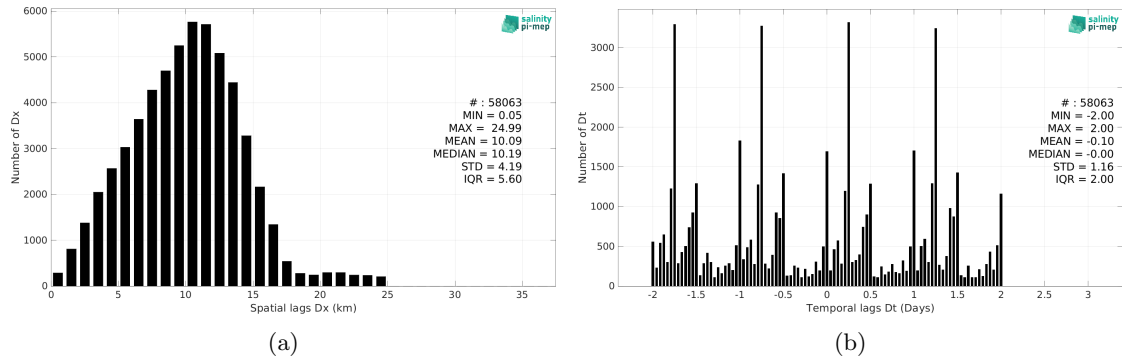 6000
5000
4000
3000
2000
1000
0
Number of Dx
0 5 10 15 20 25 30 35
Spatial lags Dx (km)
salinity
pi-mep
# : 58063
MIN = 0.05
MAX = 24.99
MEAN = 10.09
MEDIAN = 10.19
STD = 4.19
IQR = 5.60
(a)
3000
2500
2000
1500
1000
500
0
Number of Dt
-2 -1.5 -1 -0.5 0 0.5 1 1.5 2 2.5 3
Temporal lags Dt (Days)
salinity
pi-mep
# : 58063
MIN = -2.00
MAX = 2.00
MEAN = -0.10
MEDIAN = -0.00
STD = 1.16
IQR = 2.00
(b)